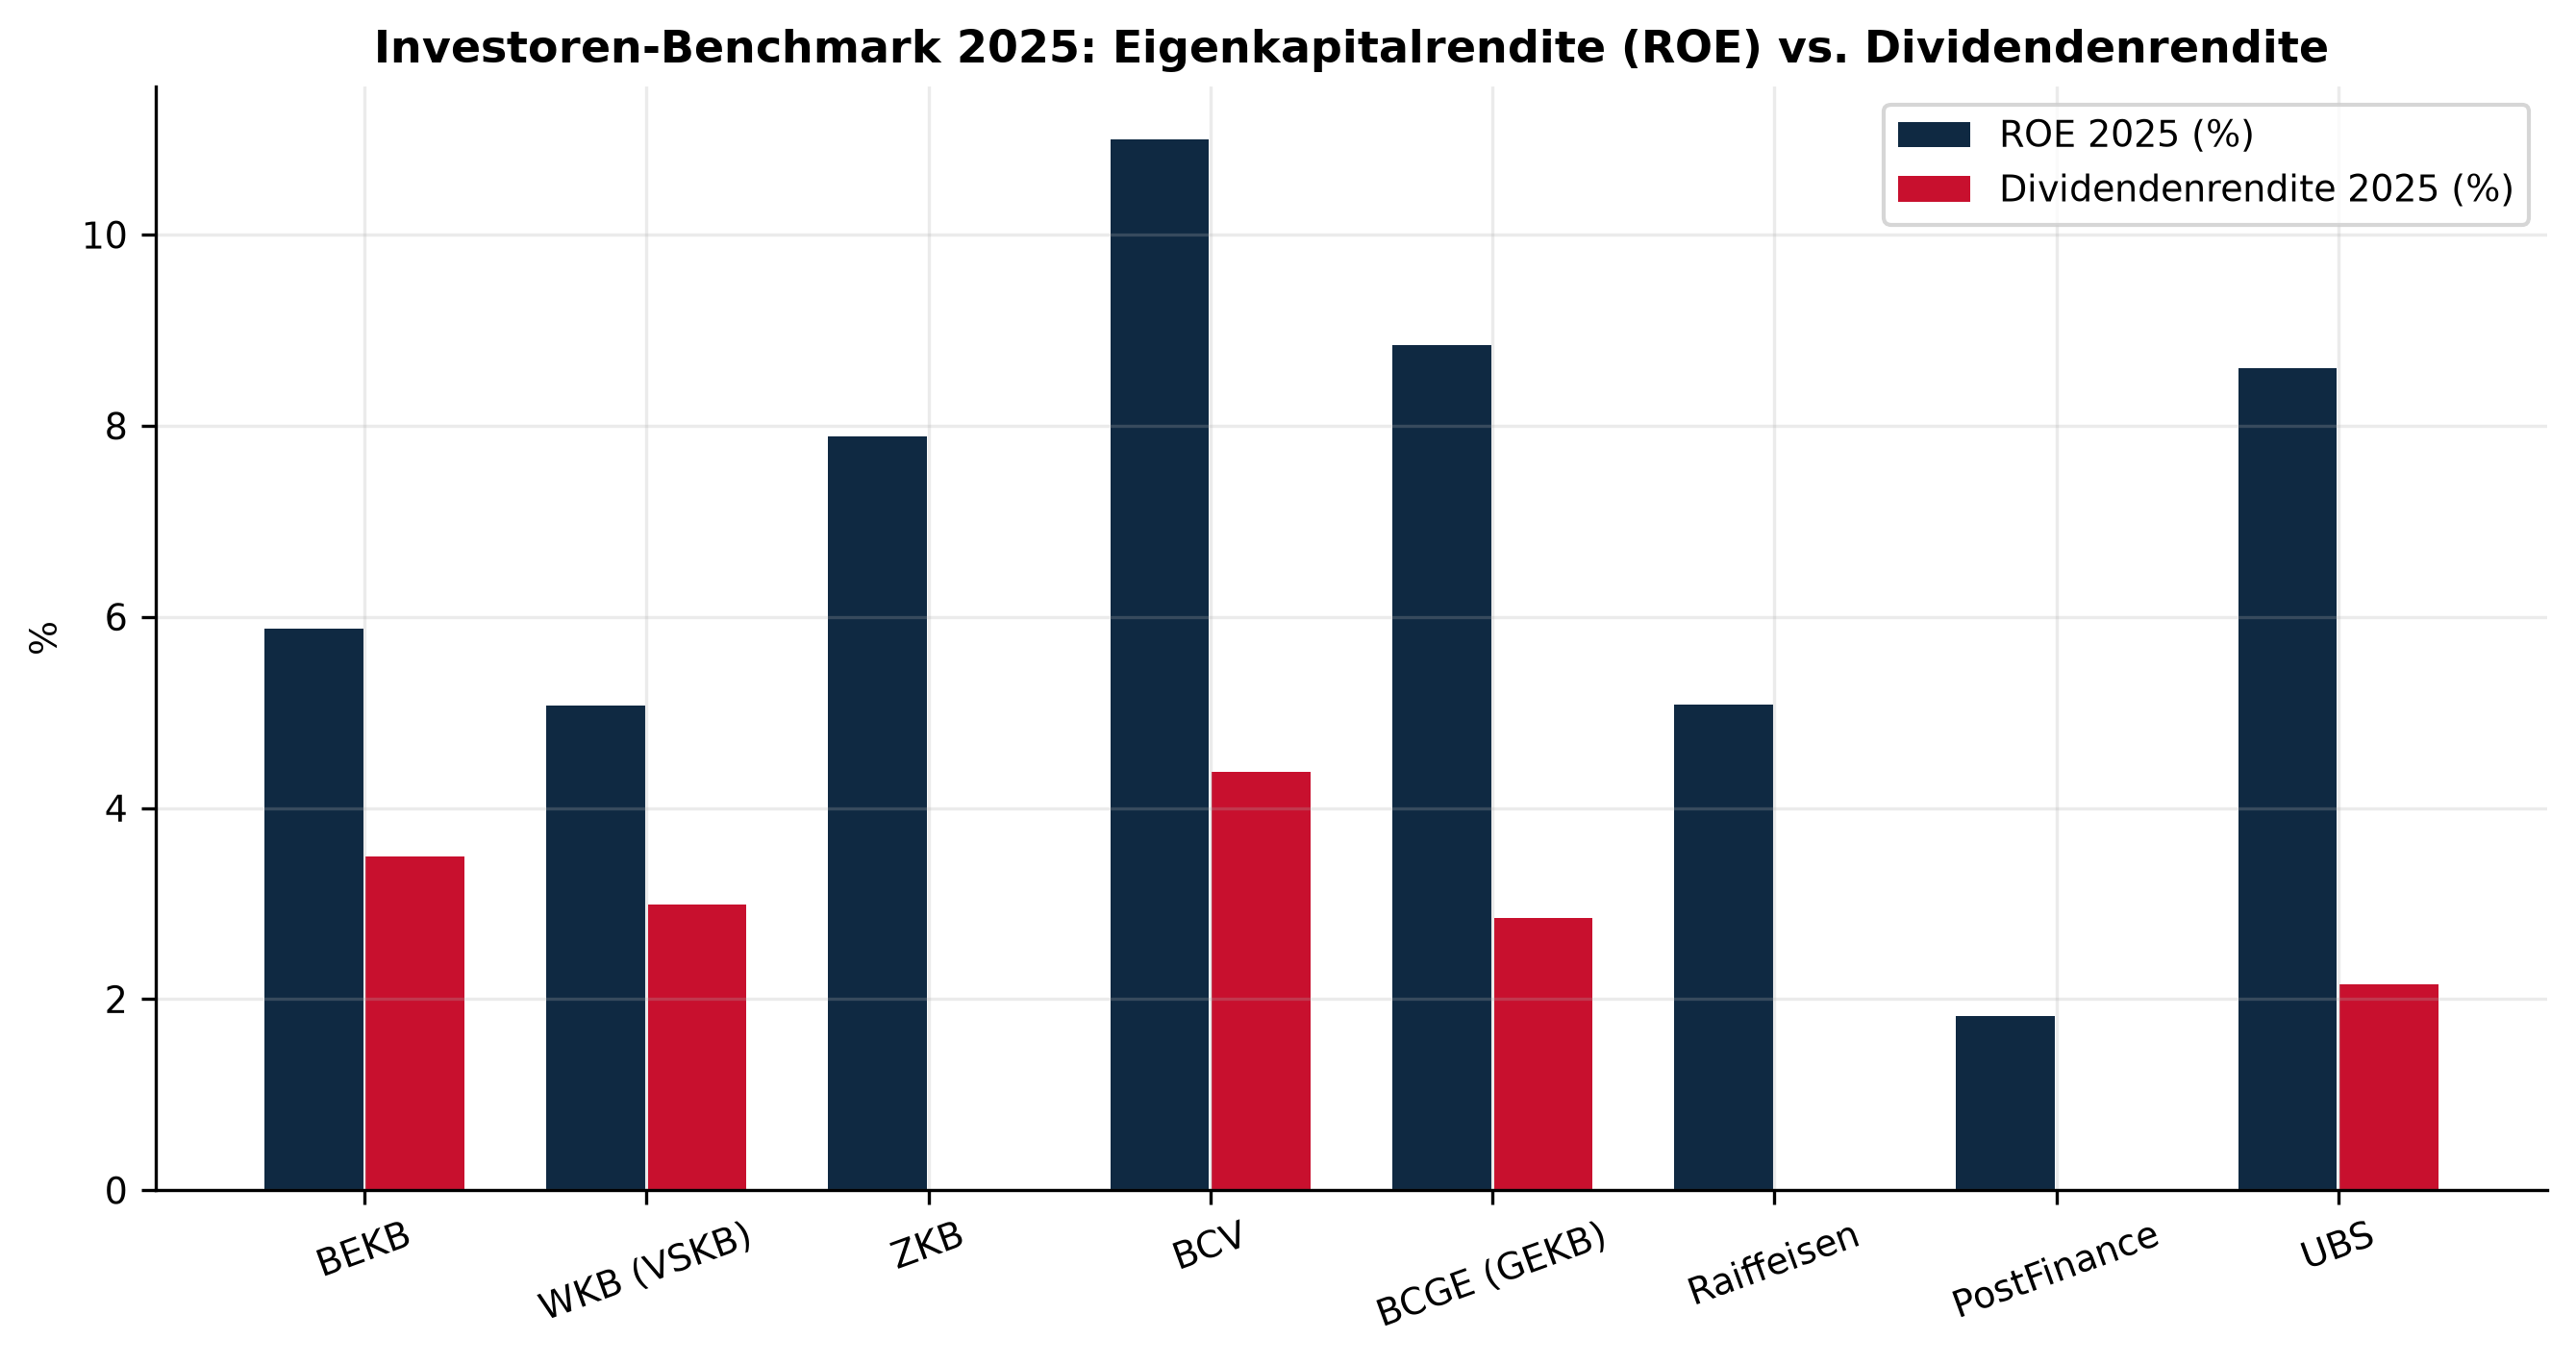 Investoren-Benchmark 2025: Eigenkapitalrendite (ROE) vs. Dividendenrendite
ROE 2025 (%)
Dividendenrendite 2025 (%)
%
10
8
6
4
2
0
BEKB
WKB (VSKB)
ZKB
BCV
BCGE (GEKB)
Raiffeisen
PostFinance
UBS